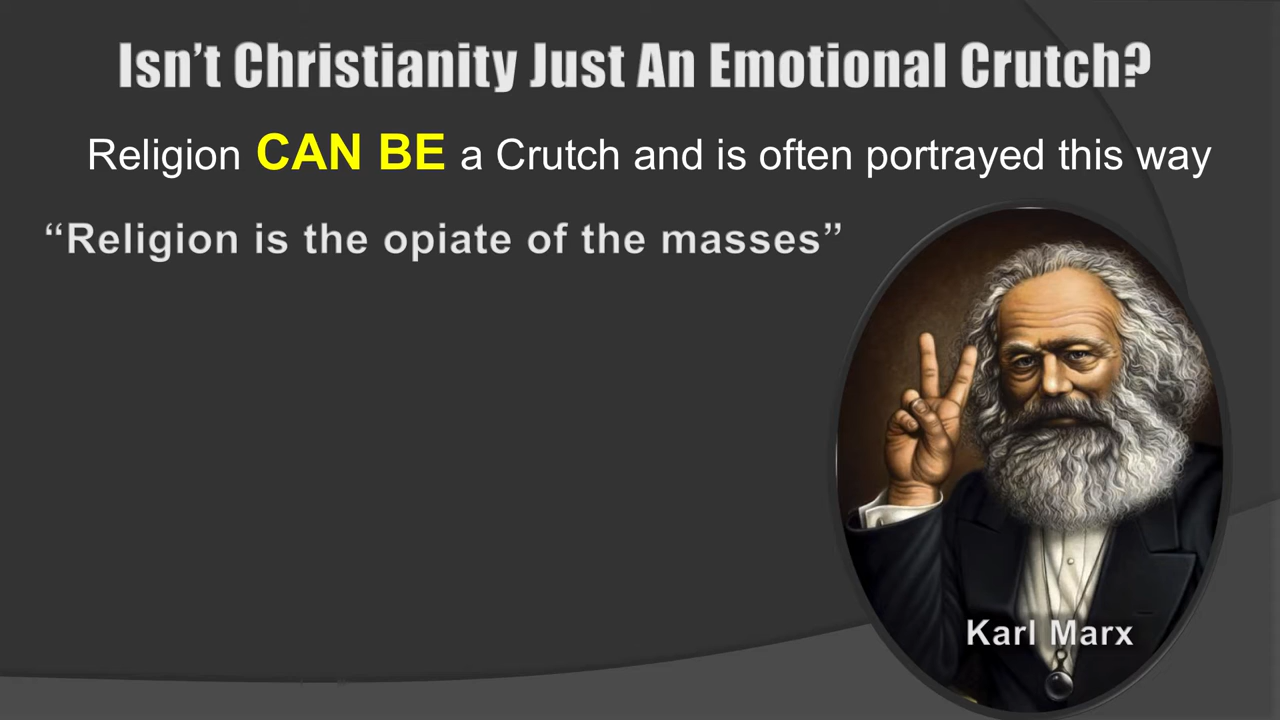 Isn’t Christianity Just An Emotional Crutch?
Religion CAN BE a Crutch and is often portrayed this way
“Religion is the opiate of the masses”
Karl Marx